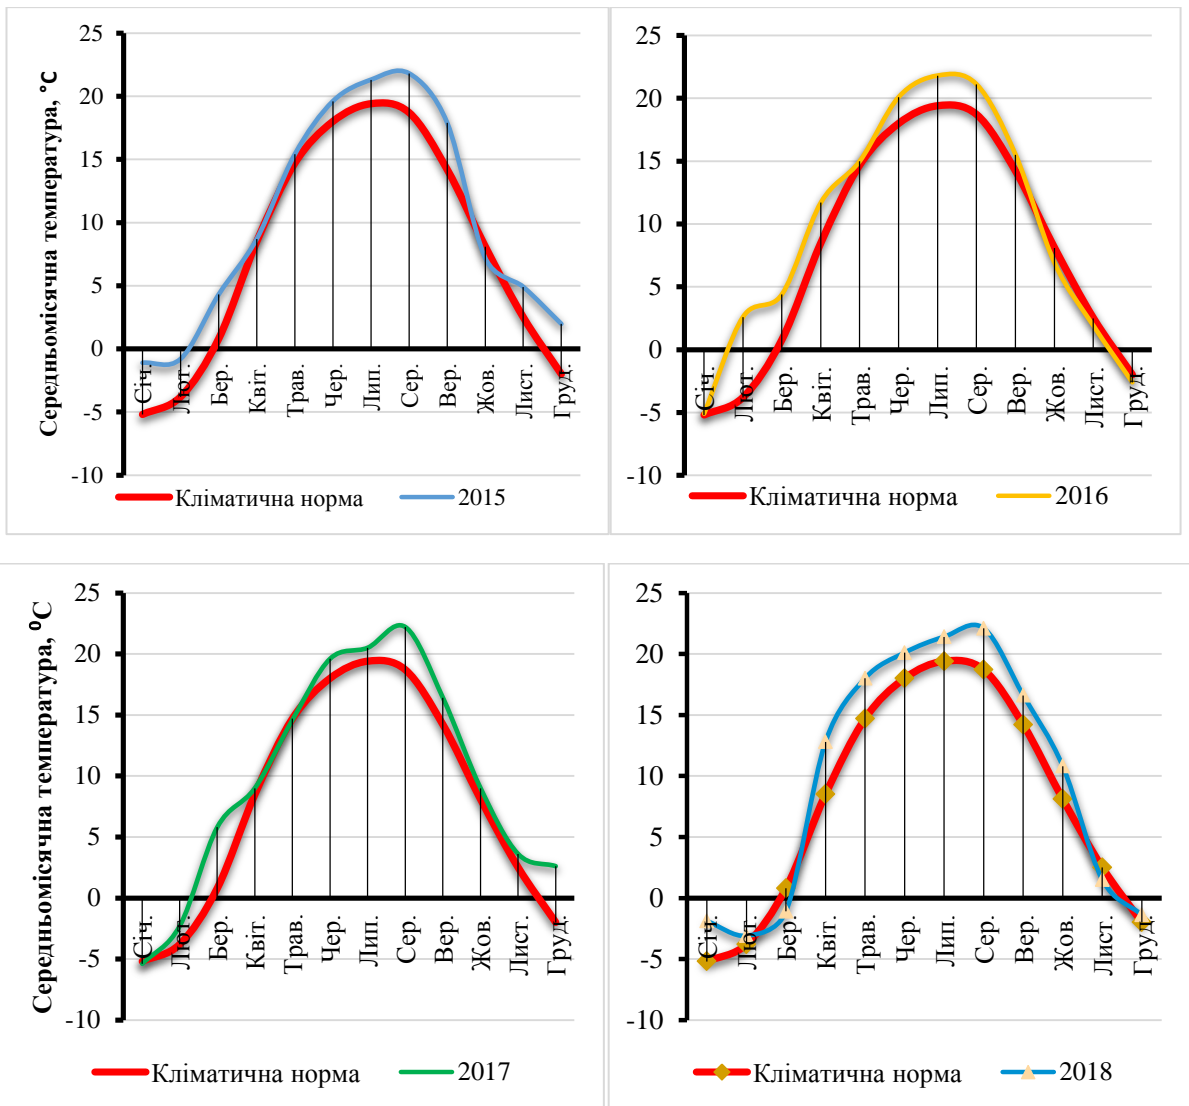 Середньомісячна температура, °С
25
20
15
10
5
0
-5
-10
Січ.
Лют.
Бер.
Квіт.
Трав.
Чер.
Лип.
Сер.
Вер.
Жов.
Лист.
Груд.
Кліматична норма
2015
25
20
15
10
5
0
-5
-10
Січ.
Лют.
Бер.
Квіт.
Трав.
Чер.
Лип.
Сер.
Вер.
Жов.
Лист.
Груд.
Кліматична норма
2016
Середньомісячна температура, ⁰С
25
20
15
10
5
0
-5
-10
Січ.
Лют.
Бер.
Квіт.
Трав.
Чер.
Лип.
Сер.
Вер.
Жов.
Лист.
Груд.
Кліматична норма
2017
25
20
15
10
5
0
-5
-10
Січ.
Лют.
Бер.
Квіт.
Трав.
Чер.
Лип.
Сер.
Вер.
Жов.
Лист.
Груд.
Кліматична норма
2018